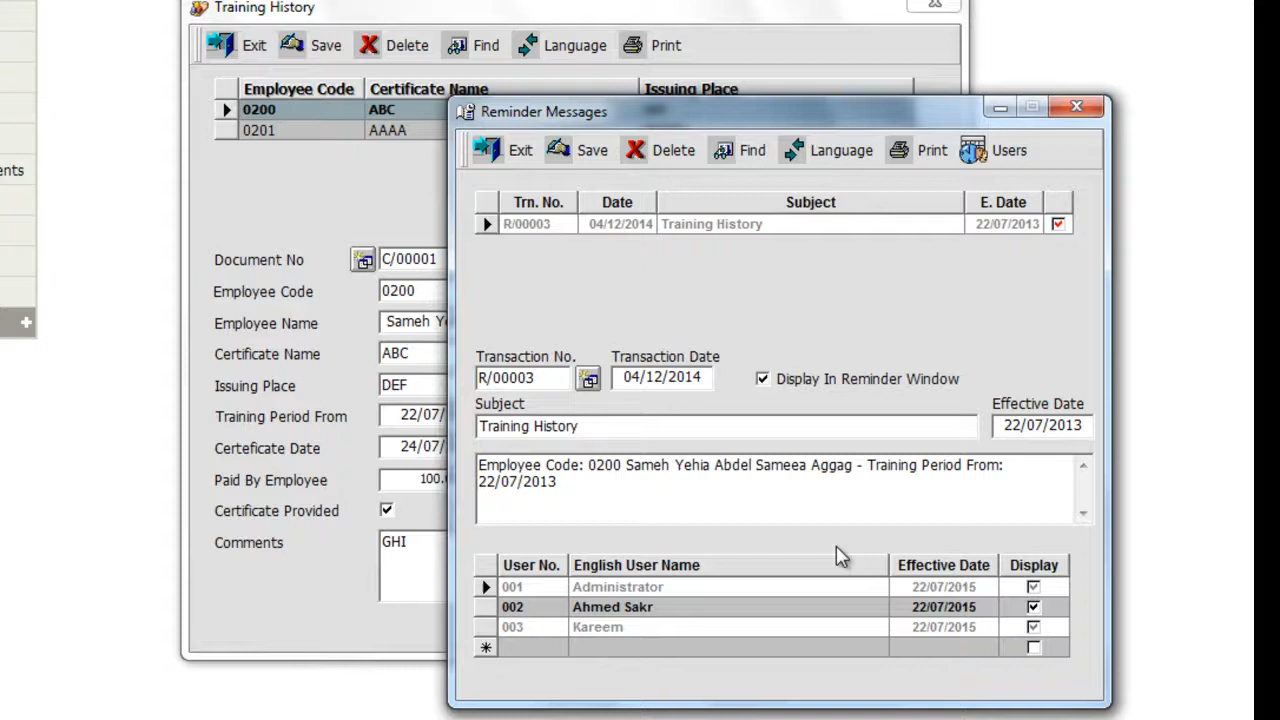 Training History
Exit Save Delete Find Language Print
Employee Code Certificate Name Issuing Place
0200 ABC
0201 AAAA
ents
Document No C/00001
Employee Code 0200
Employee Name Sameh
Certificate Name ABC
Issuing Place DEF
Training Period From 22/07/
Certeficate Date 24/07/
Paid By Employee 100.
Certificate Provided
Comments GHI
Reminder Messages
Exit Save Delete Find Language Print Users
Trn. No. Date Subject E. Date
R/00003 04/12/2014 Training History 22/07/2013
Transaction No. Transaction Date
R/00003 04/12/2014 Display In Reminder Window
Subject Effective Date
Training History 22/07/2013
Employee Code: 0200 Sameh Yehia Abdel Sameea Aggag - Training Period From:
22/07/2013
User No. English User Name Effective Date Display
001 Administrator 22/07/2015
002 Ahmed Sakr 22/07/2015
003 Kareem 22/07/2015